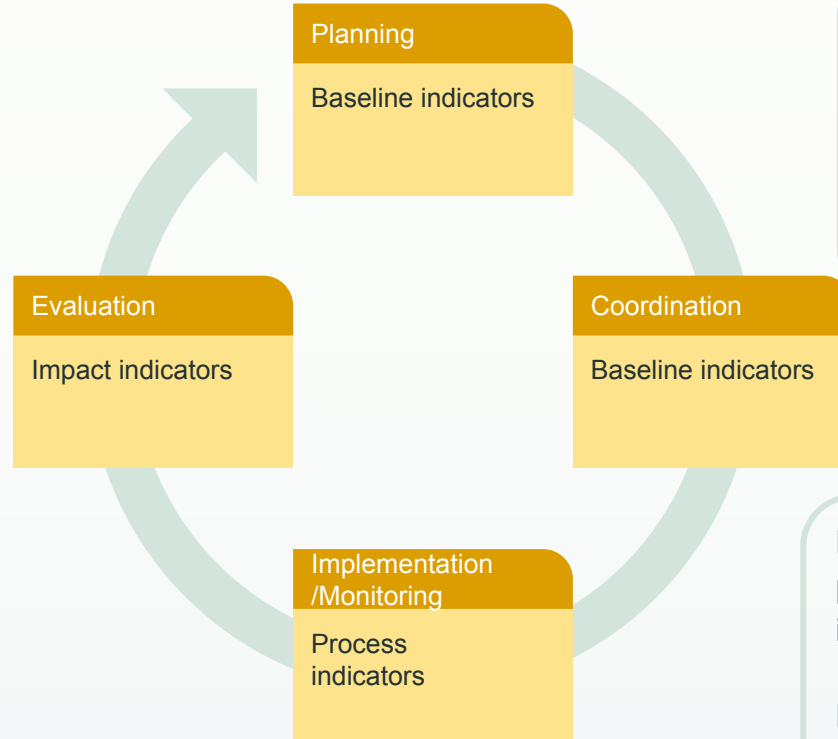 Planning
Baseline indicators
Evaluation
Impact indicators
Coordination
Baseline indicators
Implementation
/Monitoring
Process
indicators